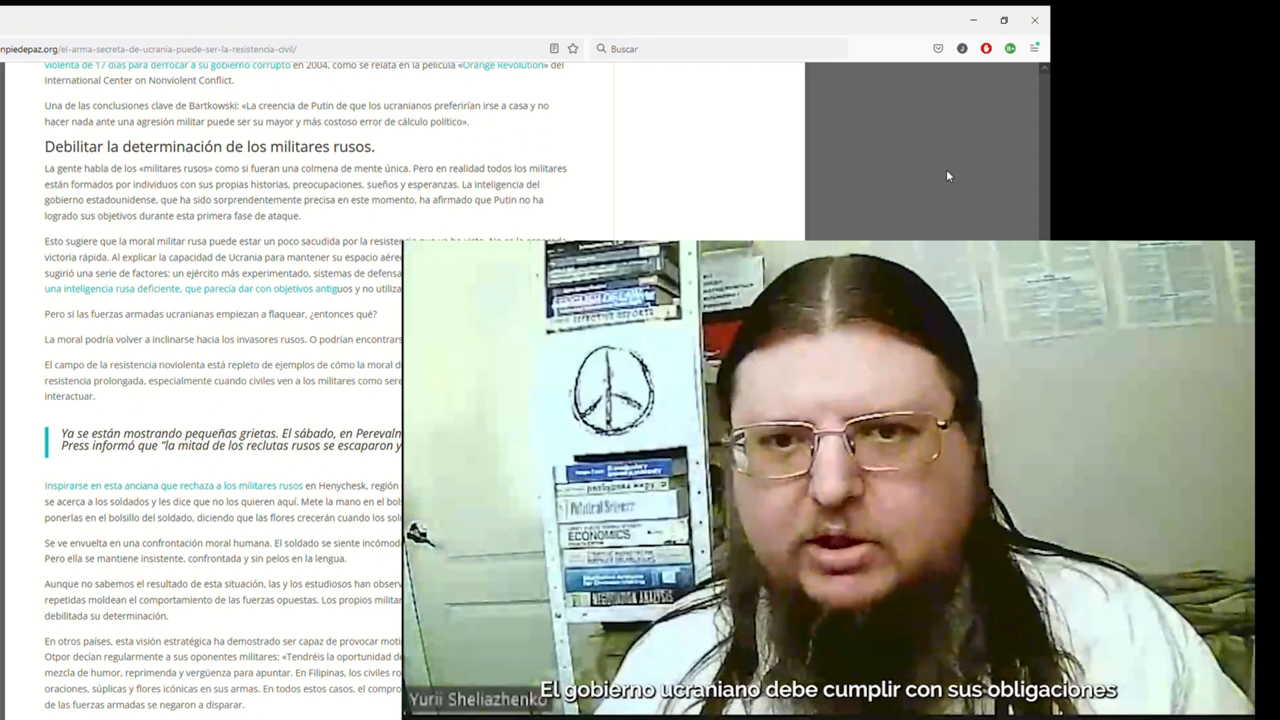 npiedepaz.org/el-arma-secreta-de-ucrania-puede-ser-la-resistencia-civil/
Buscar
violenta de 17 días para derrocar a su gobierno corrupto en 2004, como se relata en la película «Orange Revolution» del
International Center on Nonviolent Conflict.
Una de las conclusiones clave de Bartkowski: «La creencia de Putin de que los ucranianos preferirían irse a casa y no
hacer nada ante una agresión militar puede ser su mayor y más costoso error de cálculo político».
Debilitar la determinación de los militares rusos.
La gente habla de los «militares rusos» como si fueran una colmena de mente única. Pero en realidad todos los militares
están formados por individuos con sus propias historias, preocupaciones, sueños y esperanzas. La inteligencia del
gobierno estadounidense, que ha sido sorprendentemente precisa en este momento, ha afirmado que Putin no ha
logrado sus objetivos durante esta primera fase de ataque.
Esto sugiere que la moral militar rusa puede estar un poco sacudida por la
victoria rápida. Al explicar la capacidad de Ucrania para mantener su espacio
sugirió una serie de factores: un ejército más experimentado, sistemas de
una inteligencia rusa deficiente, que parecía dar con objetivos antiguos y no
Pero si las fuerzas armadas ucranianas empiezan a flaquear, ¿entonces qué?
La moral podría volver a inclinarse hacia los invasores rusos. O podrían
El campo de la resistencia noviolenta está repleto de ejemplos de cómo la moral
resistencia prolongada, especialmente cuando civiles ven a los militares como
interactuar.
Ya se están mostrando pequeñas grietas. El sábado, en
Press informó que “la mitad de los reclutas rusos se escaparon y
Inspirarse en esta anciana que rechaza a los militares rusos en Henychesk, región
se acerca a los soldados y les dice que no los quieren aquí. Mete la mano en el
ponerlas en el bolsillo del soldado, diciendo que las flores crecerán cuando los
Se ve envuelta en una confrontación moral humana. El soldado se siente
Pero ella se mantiene insistente, confrontada y sin pelos en la lengua.
Aunque no sabemos el resultado de esta situación, las y los estudiosos han
repetidas moldean el comportamiento de las fuerzas opuestas. Los propios
debilitada su determinación.
En otros países, esta visión estratégica ha demostrado ser capaz de provocar
Otpor decían regularmente a sus oponentes militares: «Tendréis la oportunidad
mezcla de humor, reprimenda y vergüenza para apuntar. En Filipinas, los civiles
oraciones, súplicas y flores icónicas en sus armas. En todos estos casos, el
de las fuerzas armadas se negaron a disparar.
Political Science
ECONOMICS
NEGOTIATION ANALYSIS
Yurii Sheliazhenko
El gobierno ucraniano debe cumplir con sus obligaciones